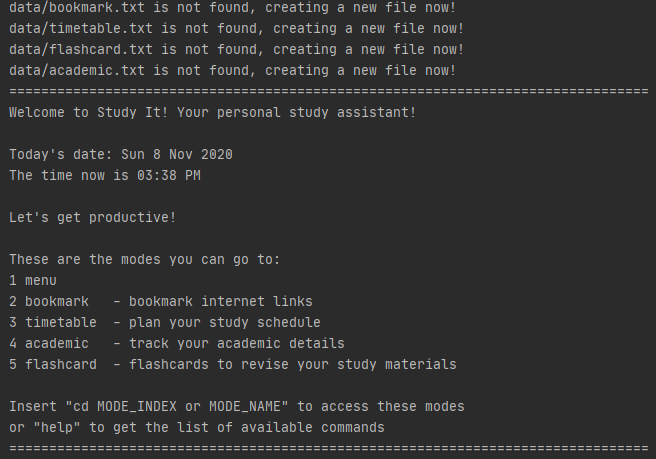 data/bookmark.txt is not found, creating a new file now!
data/timetable.txt is not found, creating a new file now!
data/flashcard.txt is not found, creating a new file now!
data/academic.txt is not found, creating a new file now!
================================================================================
Welcome to Study It! Your personal study assistant!
Today's date: Sun 8 Nov 2020
The time now is 03:38 PM
Let's get productive!
These are the modes you can go to:
1 menu
2 bookmark   - bookmark internet links
3 timetable  - plan your study schedule
4 academic   - track your academic details
5 flashcard  - flashcards to revise your study materials
Insert "cd MODE_INDEX or MODE_NAME" to access these modes
or "help" to get the list of available commands
================================================================================